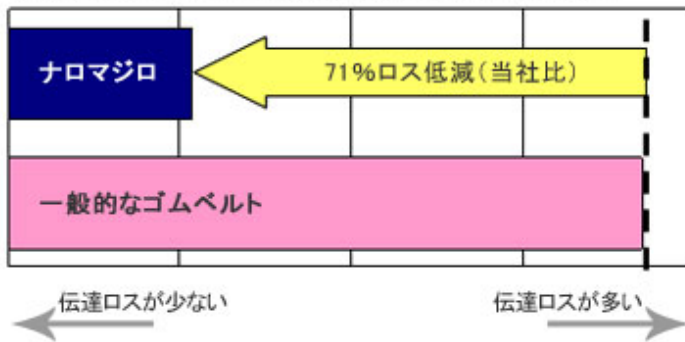 ナロマジロ
71%ロス低減(当社比)
一般的なゴムベルト
伝達ロスが少ない
伝達ロスが多い